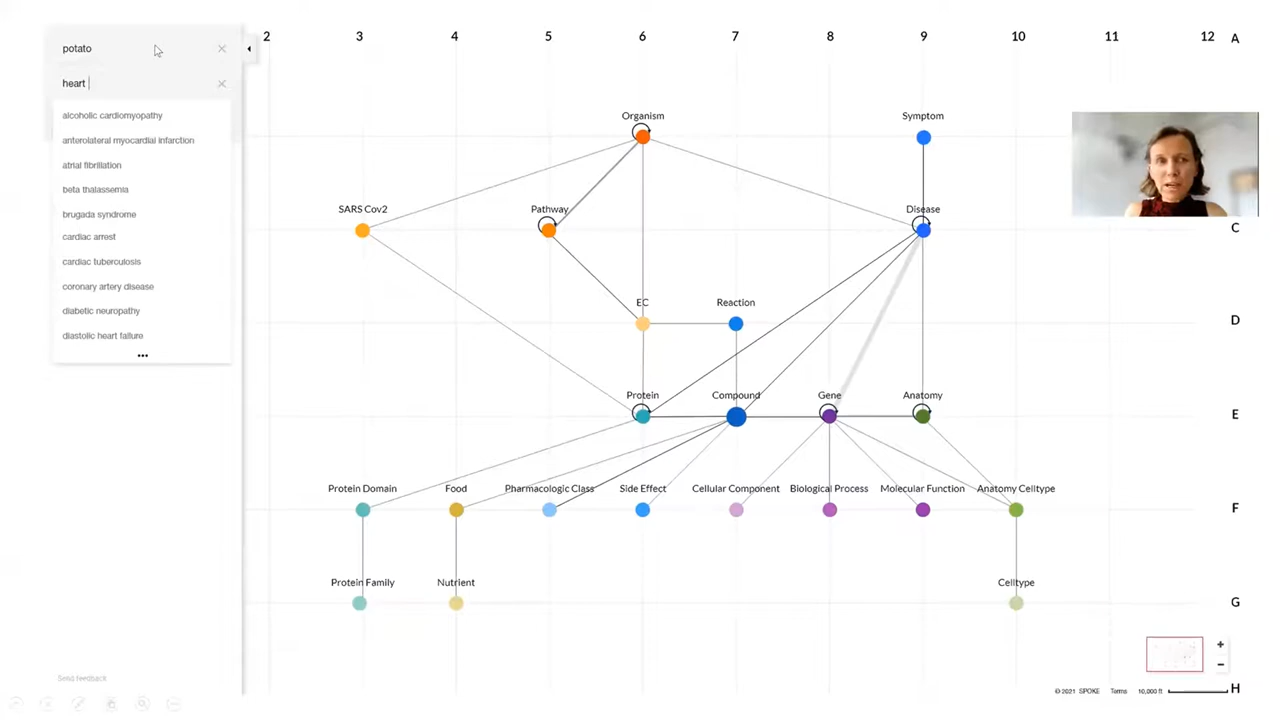 potato
heart
alcoholic cardiomyopathy
anterolateral myocardial infarction
atrial fibrillation
beta thalassemia
brugada syndrome
cardiac arrest
cardiac tuberculosis
coronary artery disease
diabetic neuropathy
diastolic heart failure
•••
Send feedback
2 3 4 5 6 7 8 9 10 11 12 A
Organism Symptom
SARS Cov2 Pathway Disease
C
EC Reaction
D
Protein Compound Gene Anatomy
E
Protein Domain Food Pharmacologic Class Side Effect Cellular Component Biological Process Molecular Function Anatomy Celltype
F
Protein Family Nutrient Celltype
G
+
−
© 2021 SPOKE Terms 10,000 ft H